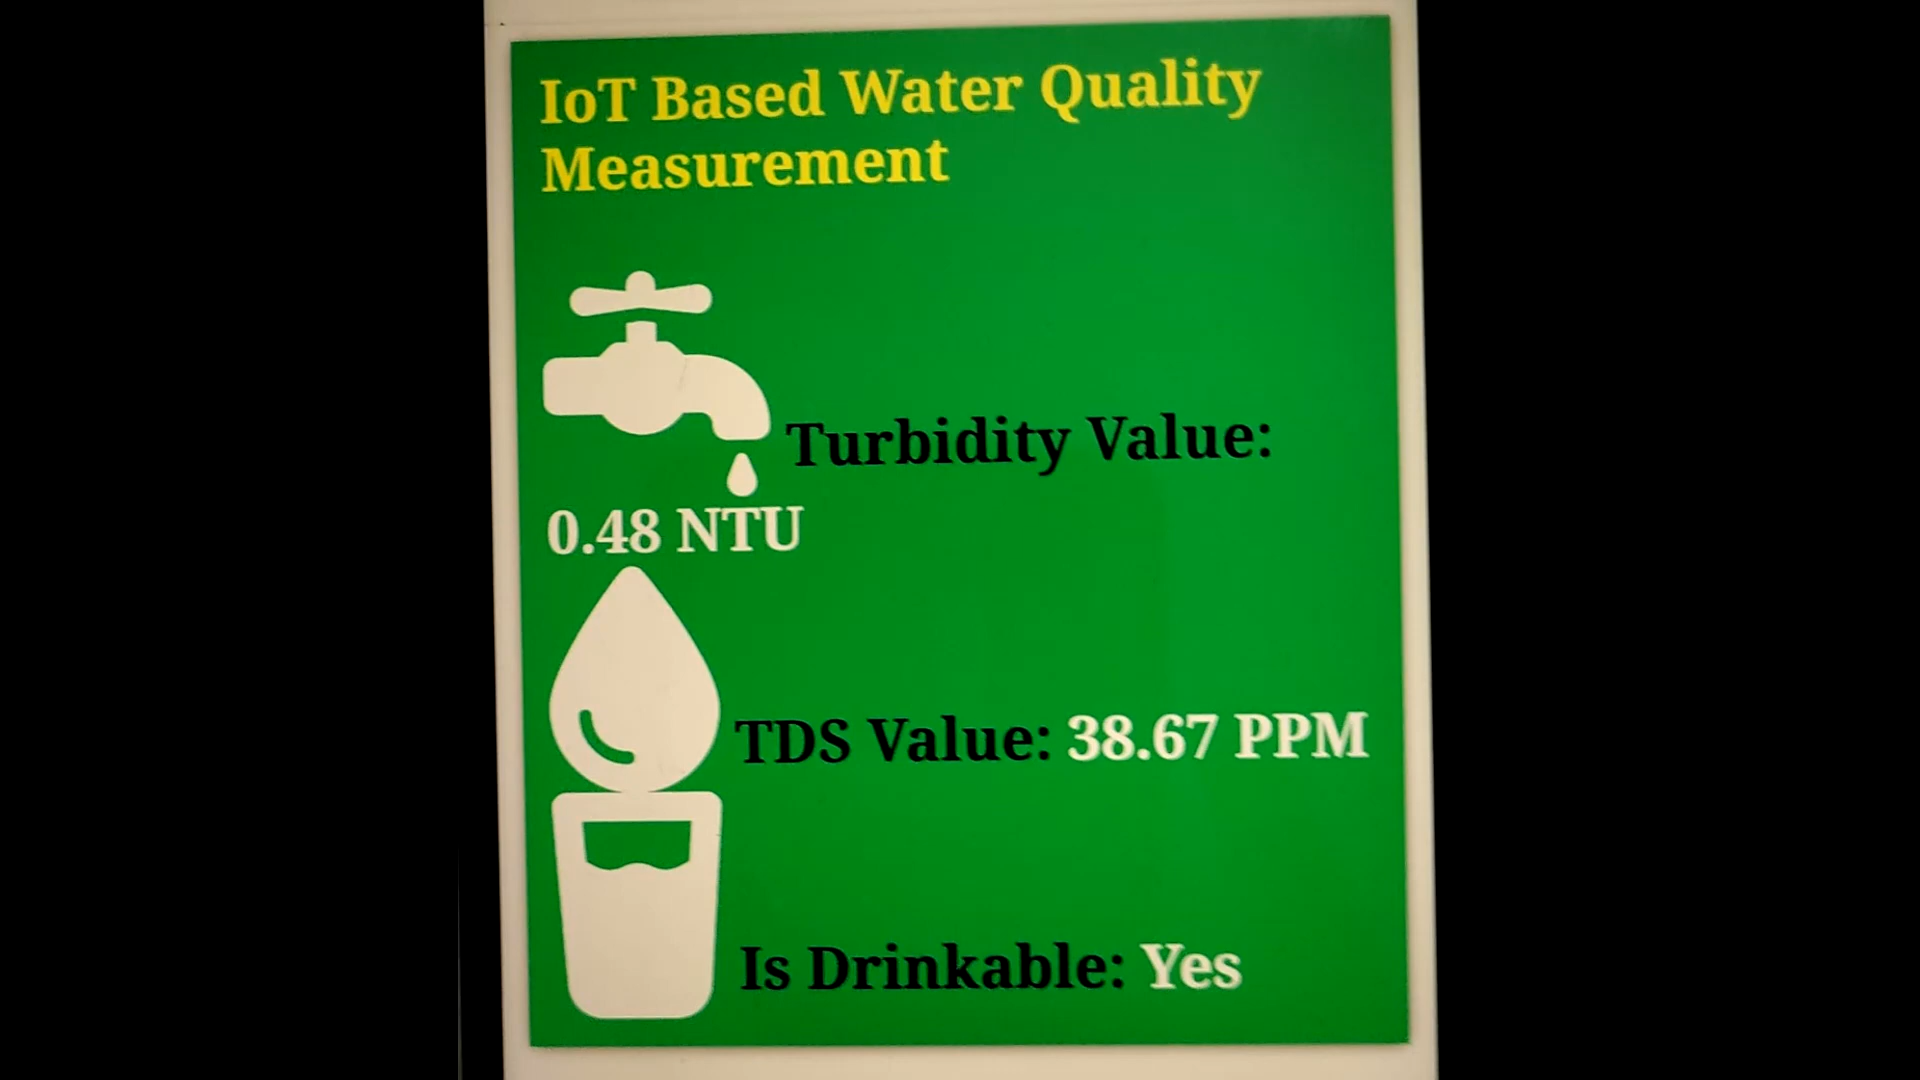 IoT Based Water Quality
Measurement
Turbidity Value:
0.48 NTU
TDS Value: 38.67 PPM
Is Drinkable: Yes